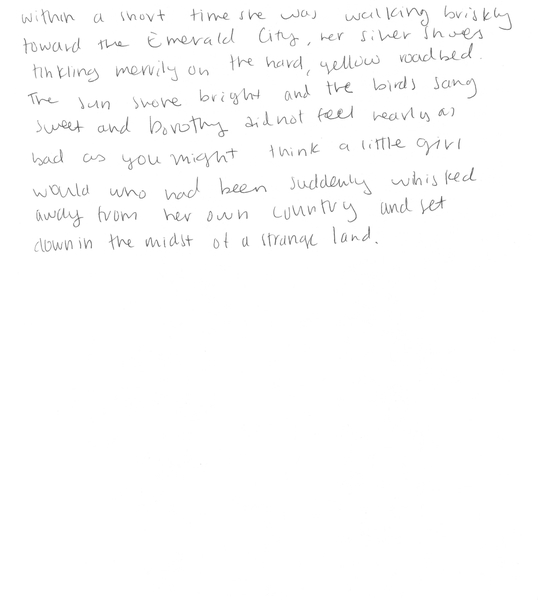 within a short time she was walking briskly
toward the Emerald City, her silver shoes
tinkling merrily on the hard, yellow roadbed.
The sun shone bright and the birds sang
sweet and Dorothy did not feel nearly as
bad as you might think a little girl
would who had been suddenly whisked
away from her own country and set
down in the midst of a strange land.